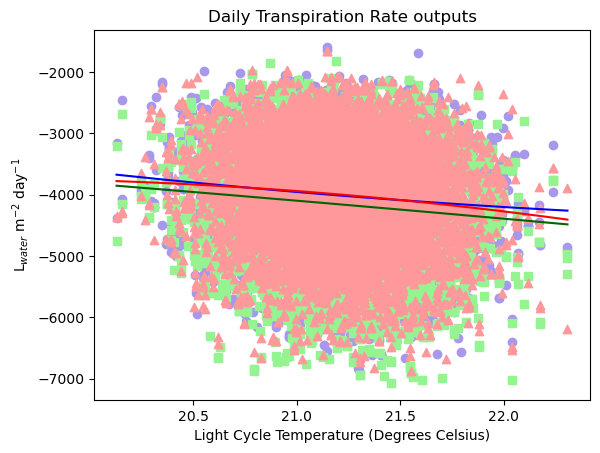 Daily Transpiration Rate outputs
−2000
−3000
−4000
−5000
−6000
−7000
L_water m⁻² day⁻¹
20.5 21.0 21.5 22.0
Light Cycle Temperature (Degrees Celsius)